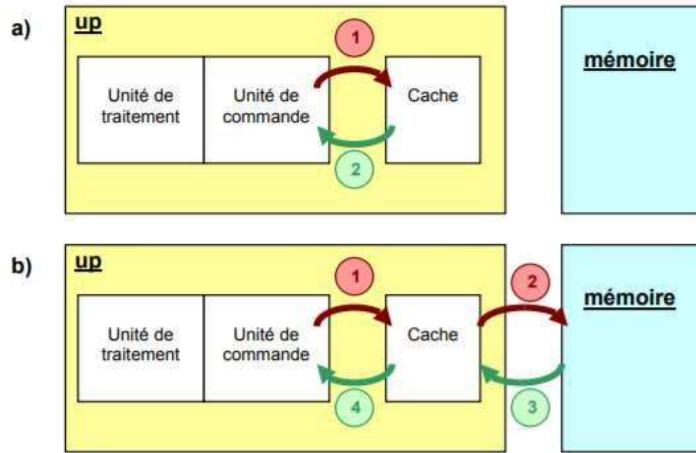 a)
up
1
mémoire
Unité de
traitement
Unité de
commande
Cache
2
b)
up
1
2
mémoire
Unité de
traitement
Unité de
commande
Cache
4
3